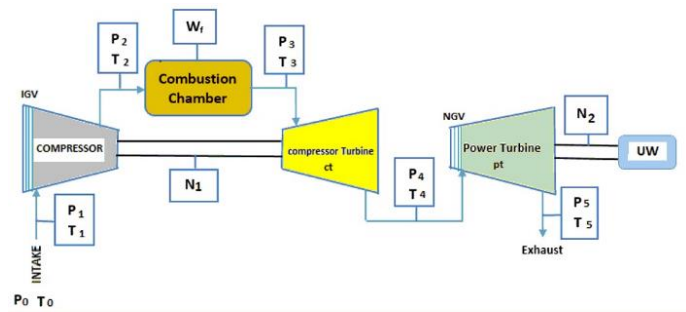 P2
T2
Wf
P3
T3
Combustion
Chamber
IGV
COMPRESSOR
N1
compressor Turbine
ct
NGV
Power Turbine
pt
N2
UW
P4
T4
P1
T1
P5
T5
Exhaust
INTAKE
P0 T0